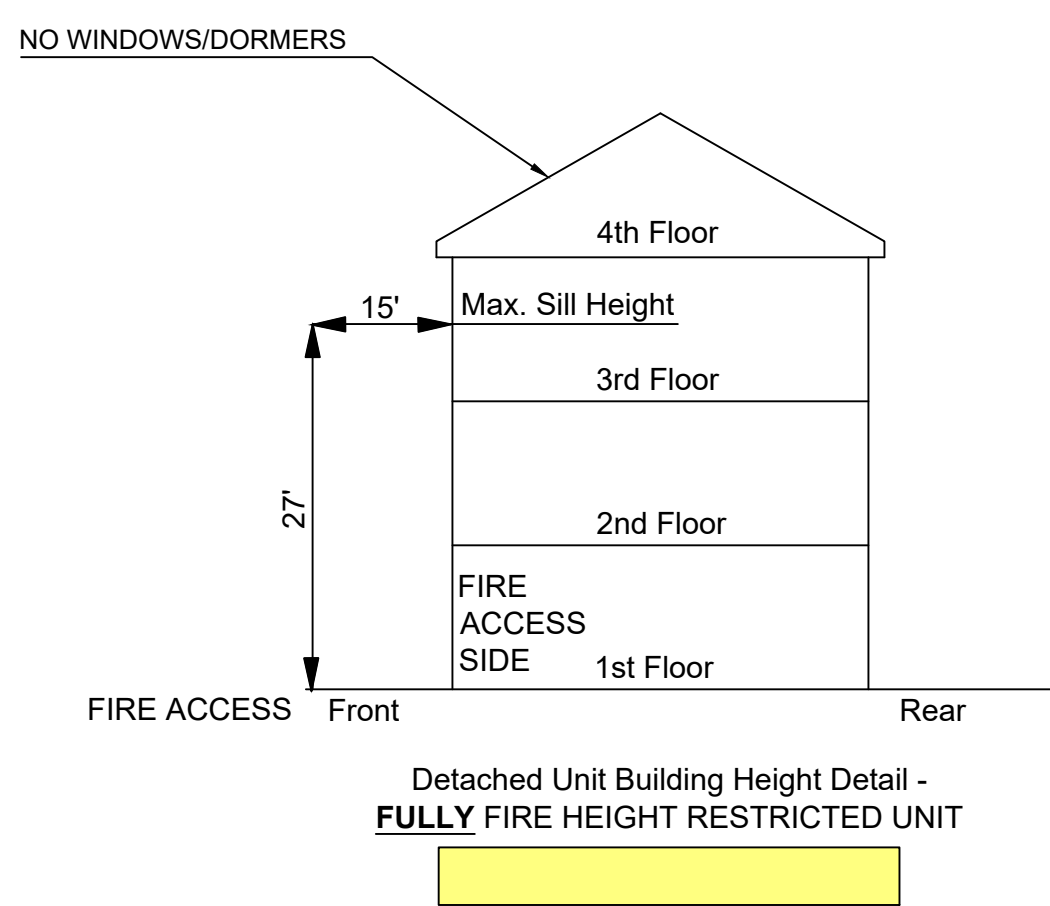 NO WINDOWS/DORMERS
4th Floor
15'
Max. Sill Height
3rd Floor
27'
2nd Floor
FIRE
ACCESS
SIDE
1st Floor
FIRE ACCESS
Front
Rear
Detached Unit Building Height Detail -
FULLY FIRE HEIGHT RESTRICTED UNIT